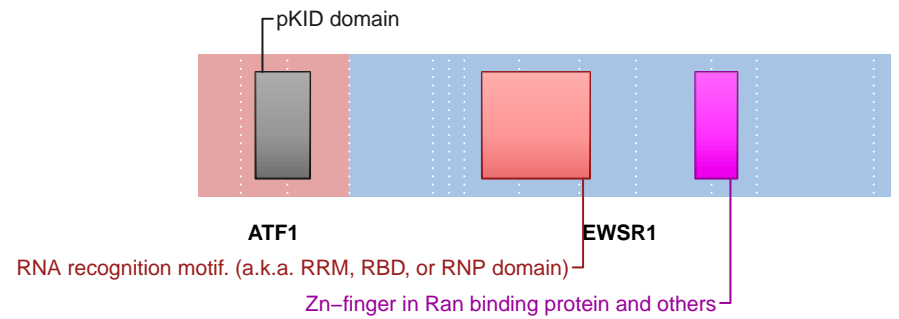 pKID domain
ATF1
EWSR1
RNA recognition motif. (a.k.a. RRM, RBD, or RNP domain)
Zn−finger in Ran binding protein and others